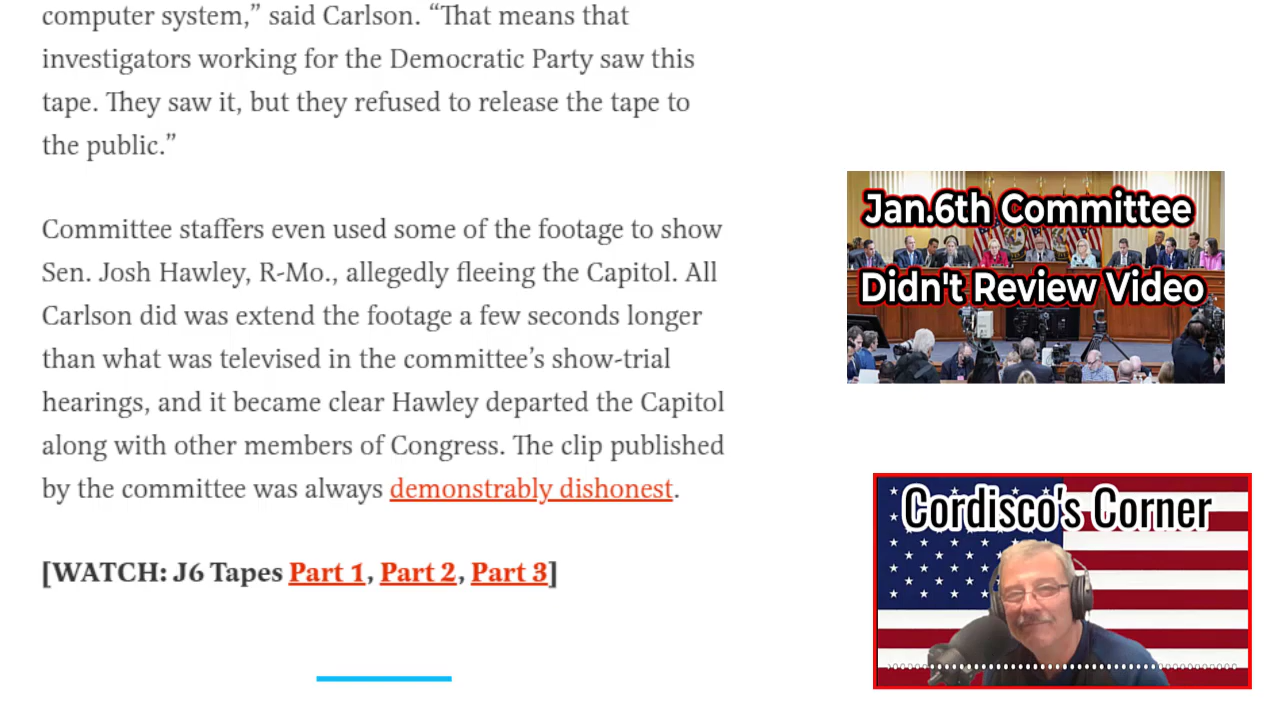 computer system,” said Carlson. “That means that
investigators working for the Democratic Party saw this
tape. They saw it, but they refused to release the tape to
the public.”
Committee staffers even used some of the footage to show
Sen. Josh Hawley, R-Mo., allegedly fleeing the Capitol. All
Carlson did was extend the footage a few seconds longer
than what was televised in the committee’s show-trial
hearings, and it became clear Hawley departed the Capitol
along with other members of Congress. The clip published
by the committee was always demonstrably dishonest.
[WATCH: J6 Tapes Part 1, Part 2, Part 3]
Jan.6th Committee
Didn't Review Video
Cordisco's Corner